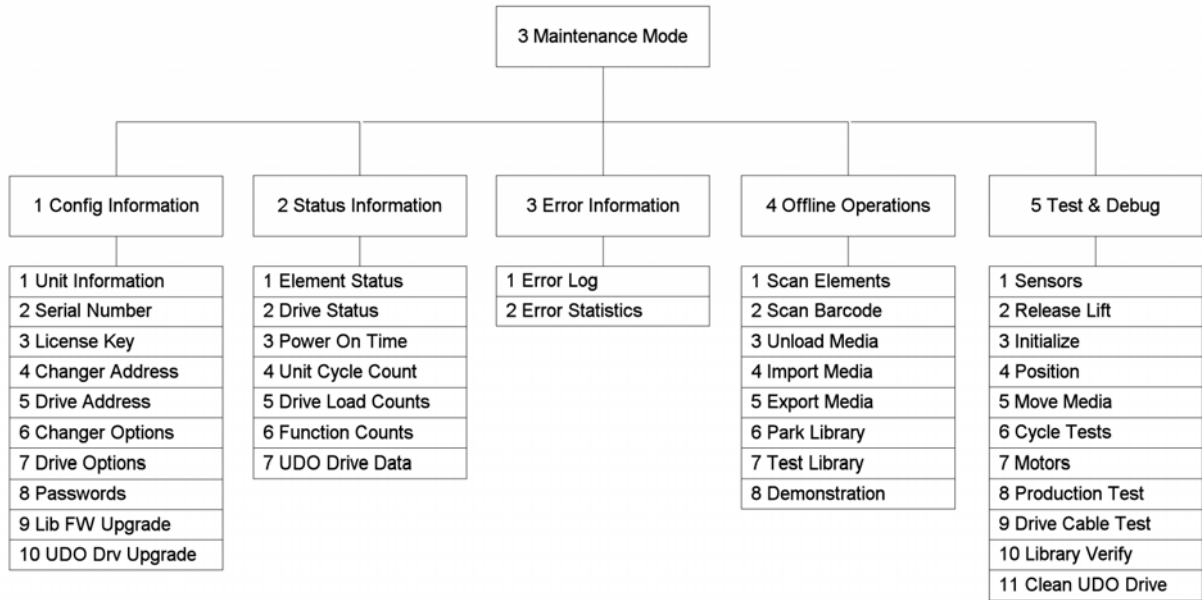 3 Maintenance Mode
1 Config Information
2 Status Information
3 Error Information
4 Offline Operations
5 Test & Debug
1 Unit Information
2 Serial Number
3 License Key
4 Changer Address
5 Drive Address
6 Changer Options
7 Drive Options
8 Passwords
9 Lib FW Upgrade
10 UDO Drv Upgrade
1 Element Status
2 Drive Status
3 Power On Time
4 Unit Cycle Count
5 Drive Load Counts
6 Function Counts
7 UDO Drive Data
1 Error Log
2 Error Statistics
1 Scan Elements
2 Scan Barcode
3 Unload Media
4 Import Media
5 Export Media
6 Park Library
7 Test Library
8 Demonstration
1 Sensors
2 Release Lift
3 Initialize
4 Position
5 Move Media
6 Cycle Tests
7 Motors
8 Production Test
9 Drive Cable Test
10 Library Verify
11 Clean UDO Drive